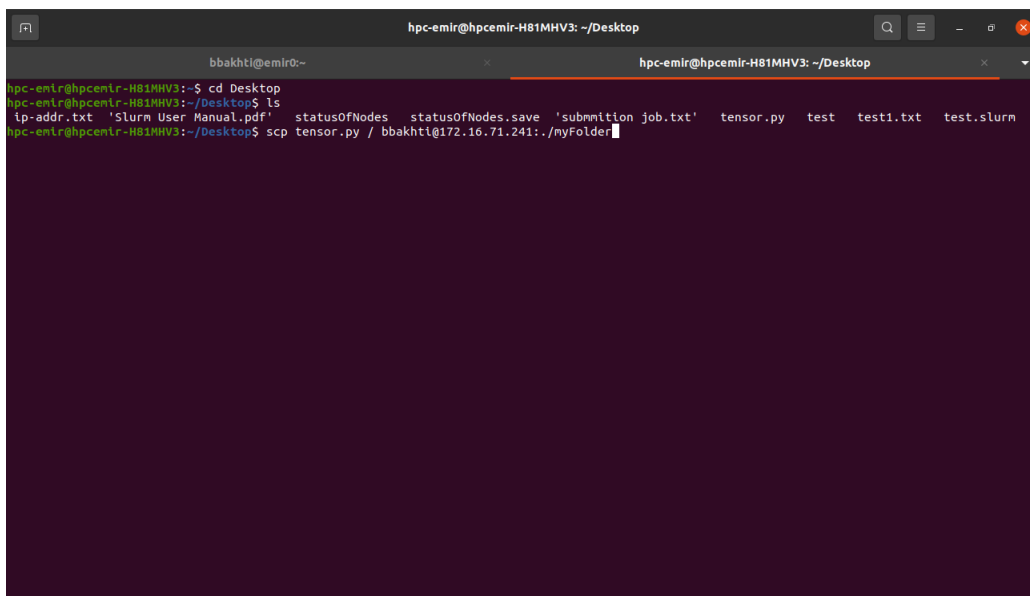 hpc-emir@hpcemir-H81MHV3: ~/Desktop
bbakhti@emir0:~
hpc-emir@hpcemir-H81MHV3: ~/Desktop
hpc-emir@hpcemir-H81MHV3:~$ cd Desktop
hpc-emir@hpcemir-H81MHV3:~/Desktop$ ls
ip-addr.txt 'Slurm User Manual.pdf' statusOfNodes statusOfNodes.save 'submmition job.txt' tensor.py test test1.txt test.slurm
hpc-emir@hpcemir-H81MHV3:~/Desktop$ scp tensor.py / bbakhti@172.16.71.241:./myFolder